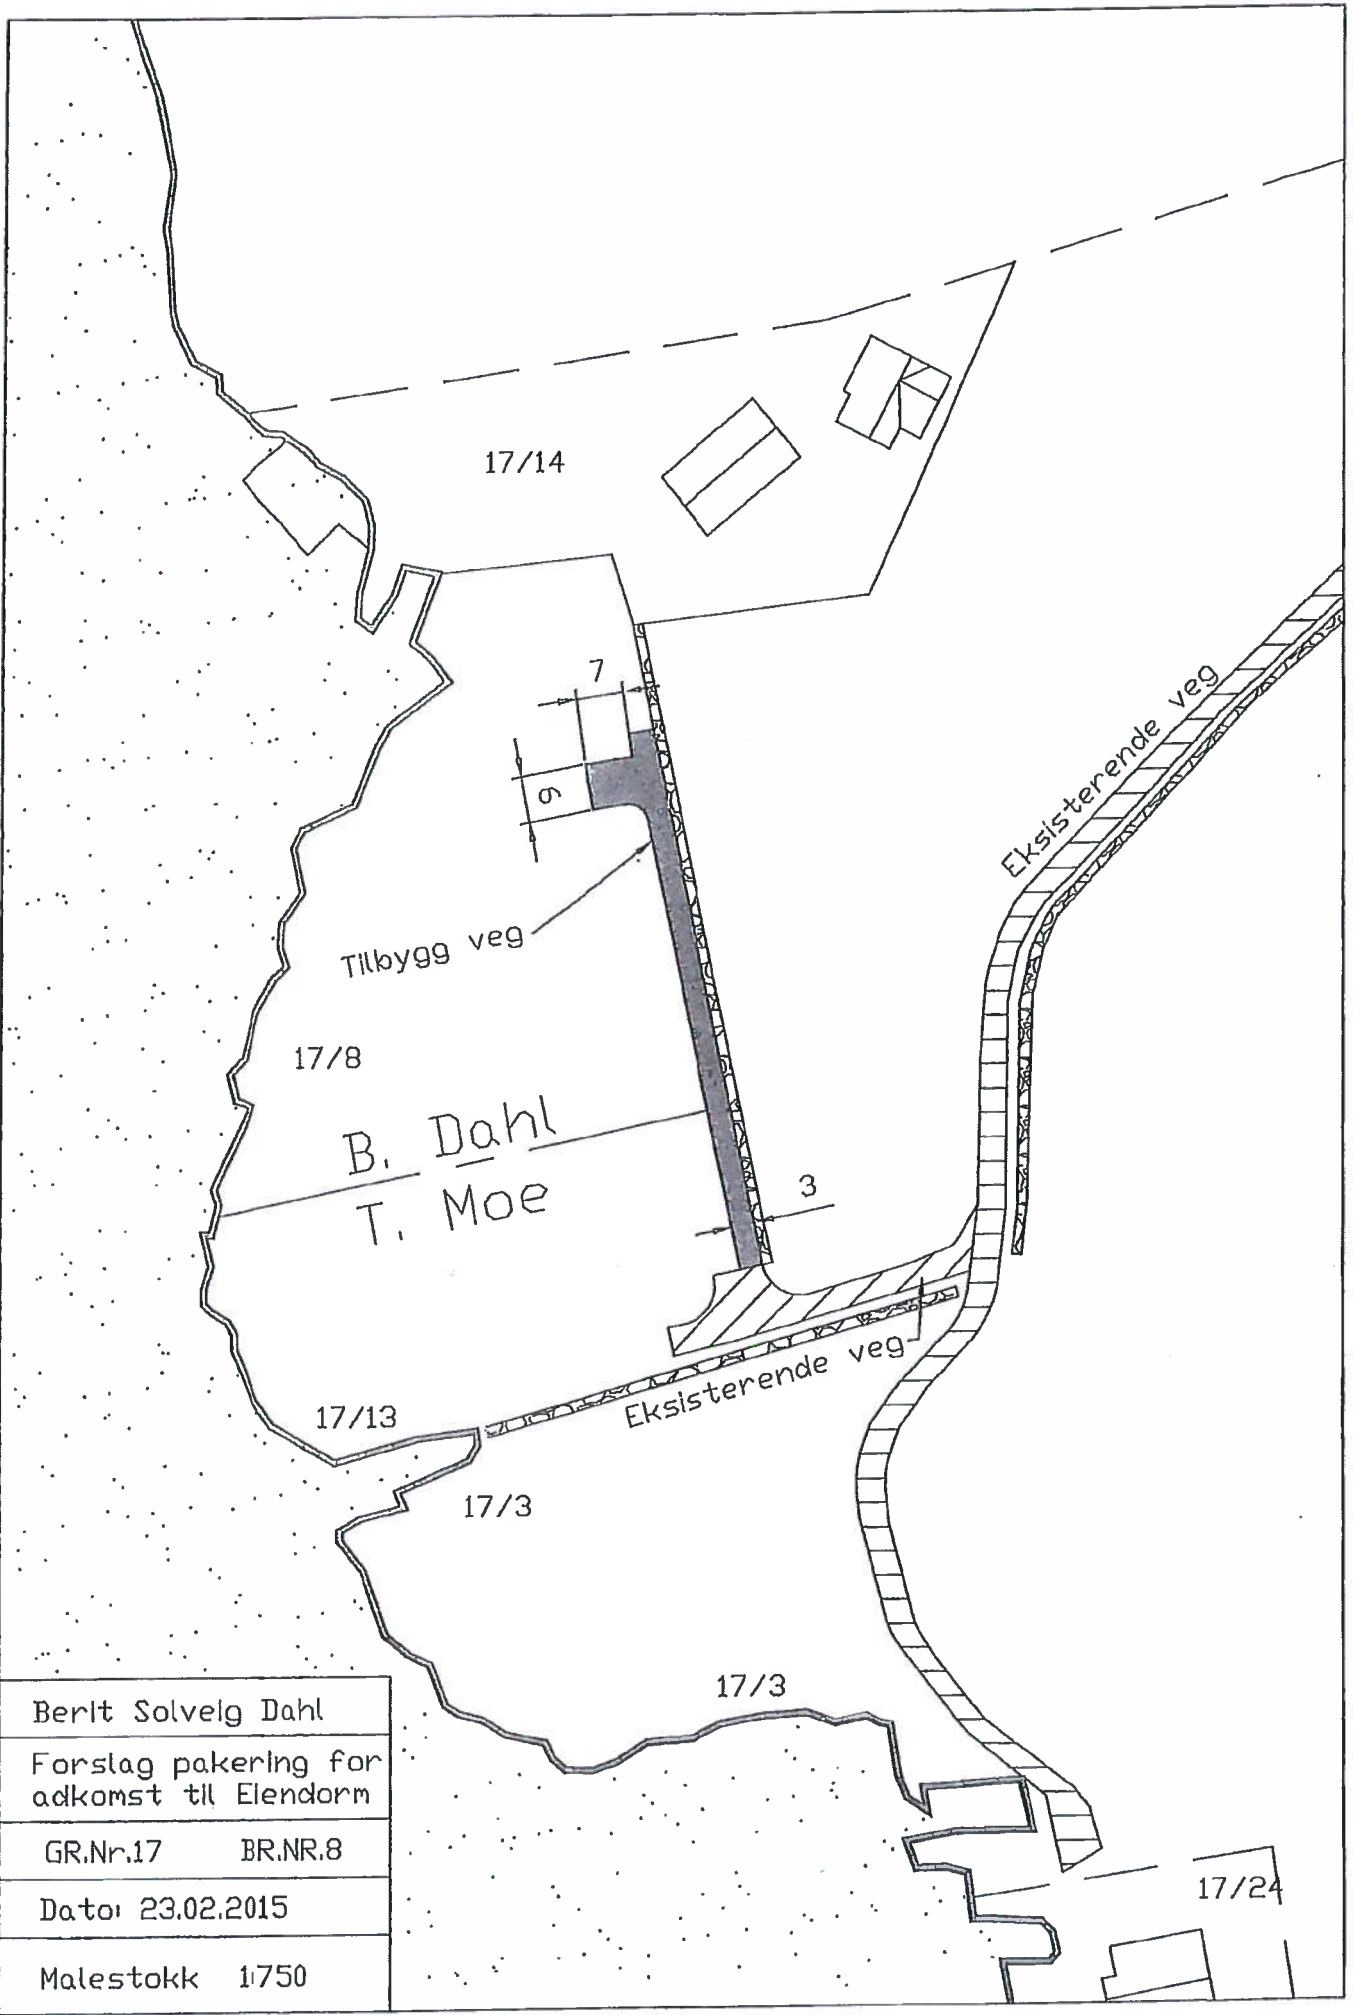 17/14
7
6
Eksisterende veg
Tilbygg veg
17/8
B. Dahl
T. Moe
3
Eksisterende veg
17/13
17/3
17/3
17/24
Berit Solveig Dahl
Forslag pakering for
adkomst til Eiendorm
GR.Nr.17 BR.NR.8
Dato: 23.02.2015
Malestokk 1:750